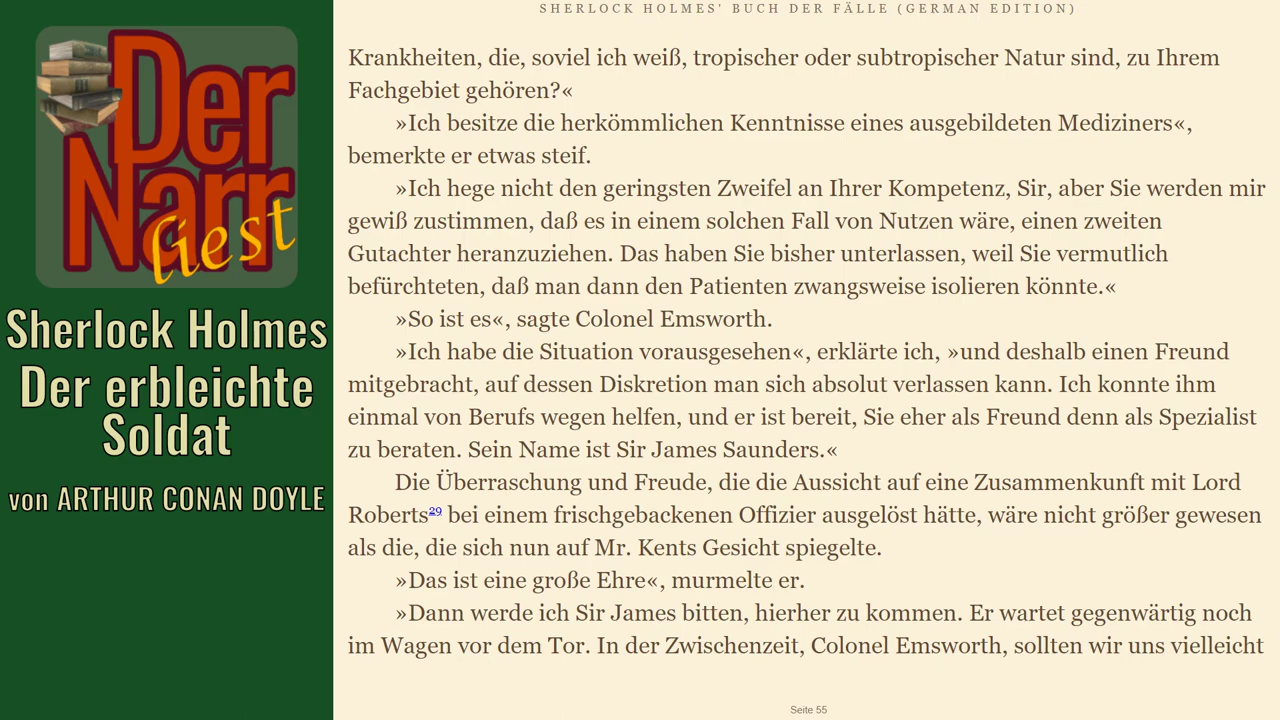 Der
Narr
liest
Sherlock Holmes
Der erbleichte
Soldat
von ARTHUR CONAN DOYLE
SHERLOCK HOLMES' BUCH DER FÄLLE (GERMAN EDITION)
Krankheiten, die, soviel ich weiß, tropischer oder subtropischer Natur sind, zu Ihrem
Fachgebiet gehören?«
»Ich besitze die herkömmlichen Kenntnisse eines ausgebildeten Mediziners«,
bemerkte er etwas steif.
»Ich hege nicht den geringsten Zweifel an Ihrer Kompetenz, Sir, aber Sie werden mir
gewiß zustimmen, daß es in einem solchen Fall von Nutzen wäre, einen zweiten
Gutachter heranzuziehen. Das haben Sie bisher unterlassen, weil Sie vermutlich
befürchteten, daß man dann den Patienten zwangsweise isolieren könnte.«
»So ist es«, sagte Colonel Emsworth.
»Ich habe die Situation vorausgesehen«, erklärte ich, »und deshalb einen Freund
mitgebracht, auf dessen Diskretion man sich absolut verlassen kann. Ich konnte ihm
einmal von Berufs wegen helfen, und er ist bereit, Sie eher als Freund denn als Spezialist
zu beraten. Sein Name ist Sir James Saunders.«
Die Überraschung und Freude, die die Aussicht auf eine Zusammenkunft mit Lord
Roberts29 bei einem frischgebackenen Offizier ausgelöst hätte, wäre nicht größer gewesen
als die, die sich nun auf Mr. Kents Gesicht spiegelte.
»Das ist eine große Ehre«, murmelte er.
»Dann werde ich Sir James bitten, hierher zu kommen. Er wartet gegenwärtig noch
im Wagen vor dem Tor. In der Zwischenzeit, Colonel Emsworth, sollten wir uns vielleicht
Seite 55